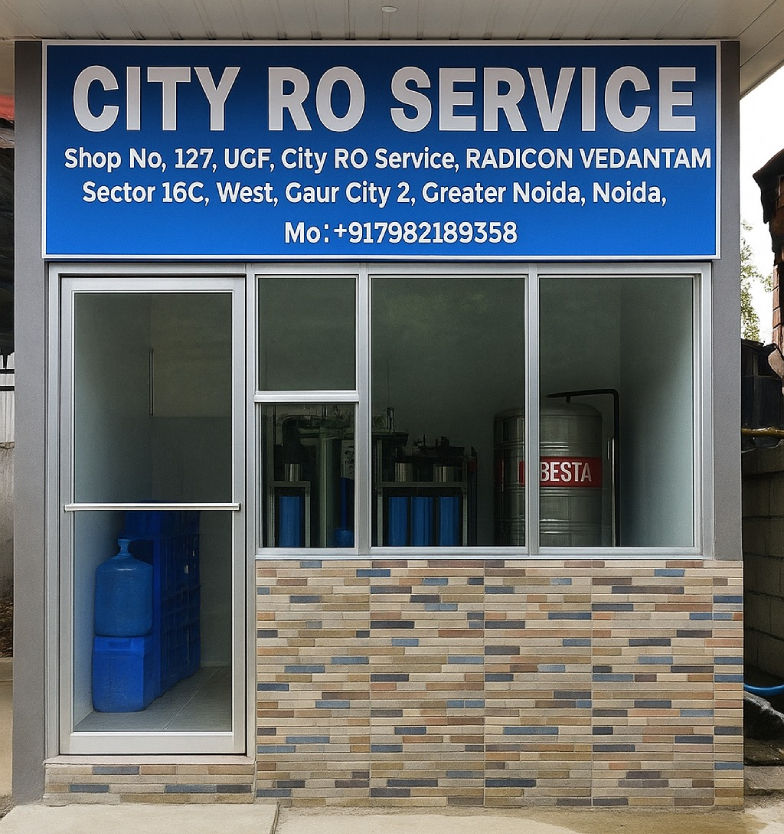 CITY RO SERVICE
Shop No, 127, UGF, City RO Service, RADICON VEDANTAM
Sector 16C, West, Gaur City 2, Greater Noida, Noida,
Mo:+917982189358
BESTA